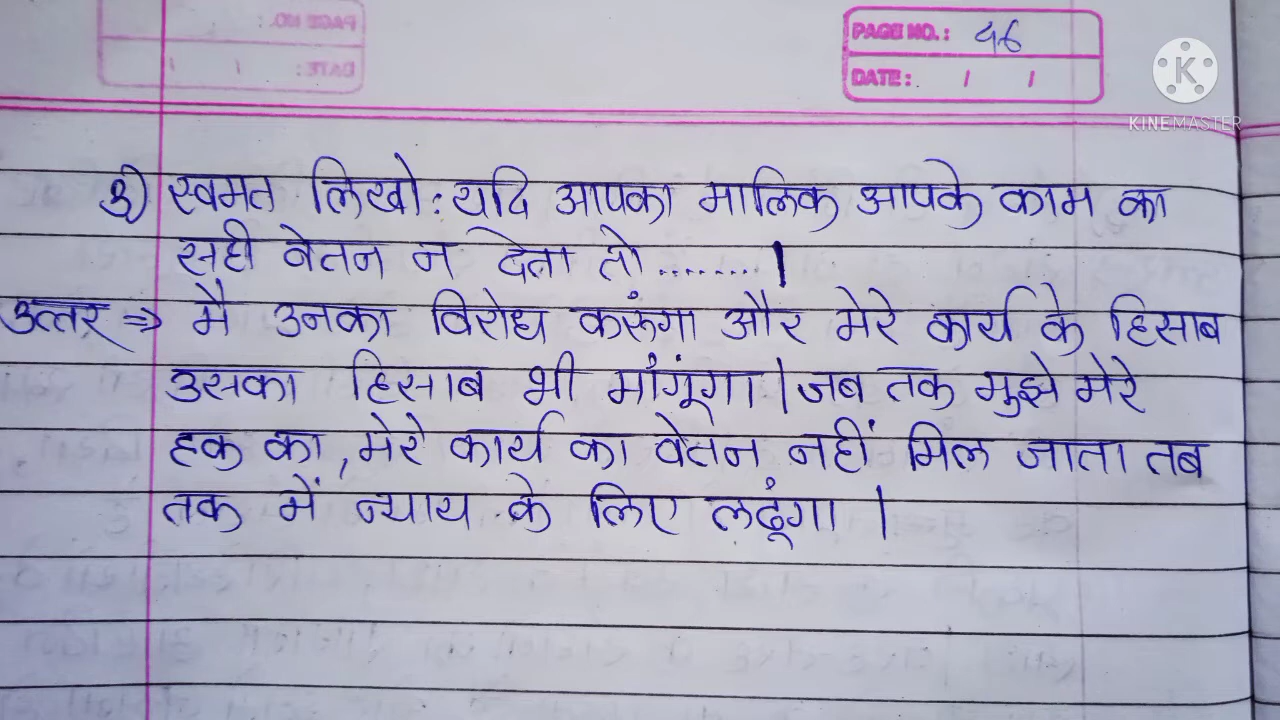 PAGE NO.: 46
DATE: / /
KINEMASTER
3) स्वमत लिखो: यदि आपका मालिक आपके काम का
सही वेतन न देता तो........।
उत्तर ⇒ मै उनका विरोध करुंगा और मेरे कार्य के हिसाब
उसका हिसाब भी मांगूंगा। जब तक मुझे मेरे
हक का, मेरे कार्य का वेतन नहीं मिल जाता तब
तक में न्याय के लिए लढूंगा।